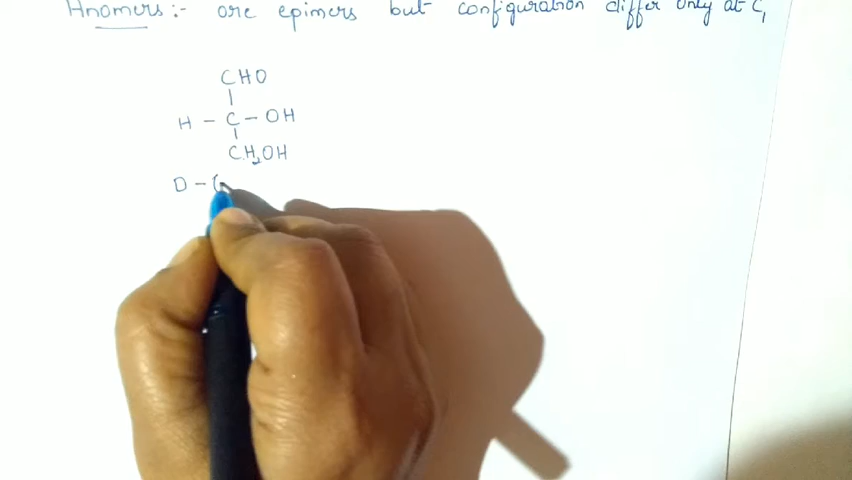 Anomers:- are epimers but configuration differ only at C₁
CHO
H - C - OH
CH₂OH
D -